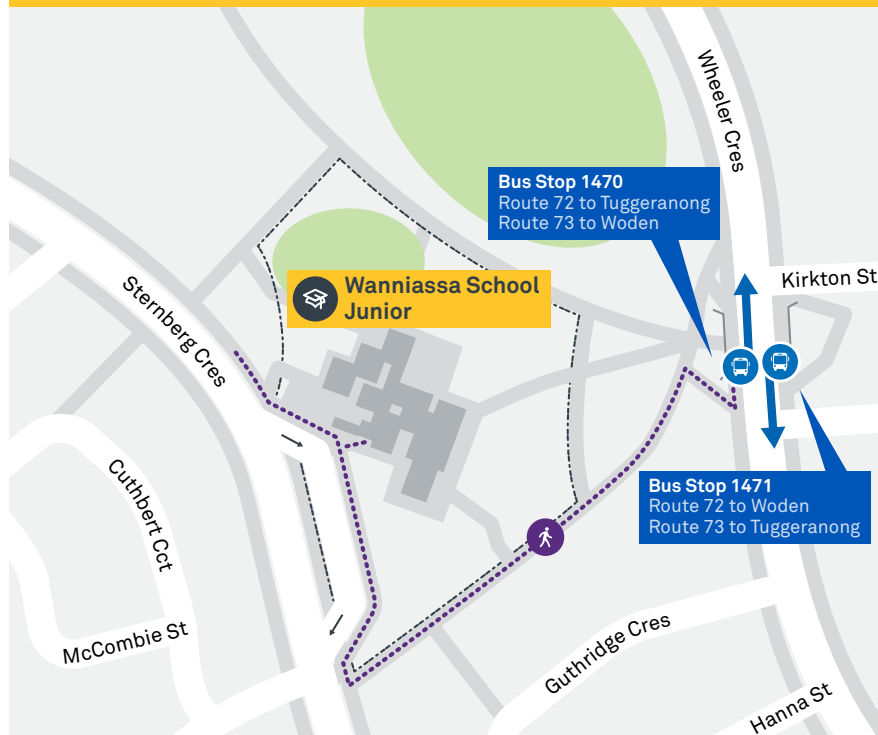 Wheeler Cres
Bus Stop 1470
Route 72 to Tuggeranong
Route 73 to Woden
Kirkton St
Wanniassa School
Junior
Sternberg Cres
Cuthbert Cct
Bus Stop 1471
Route 72 to Woden
Route 73 to Tuggeranong
McCombie St
Guthridge Cres
Hanna St